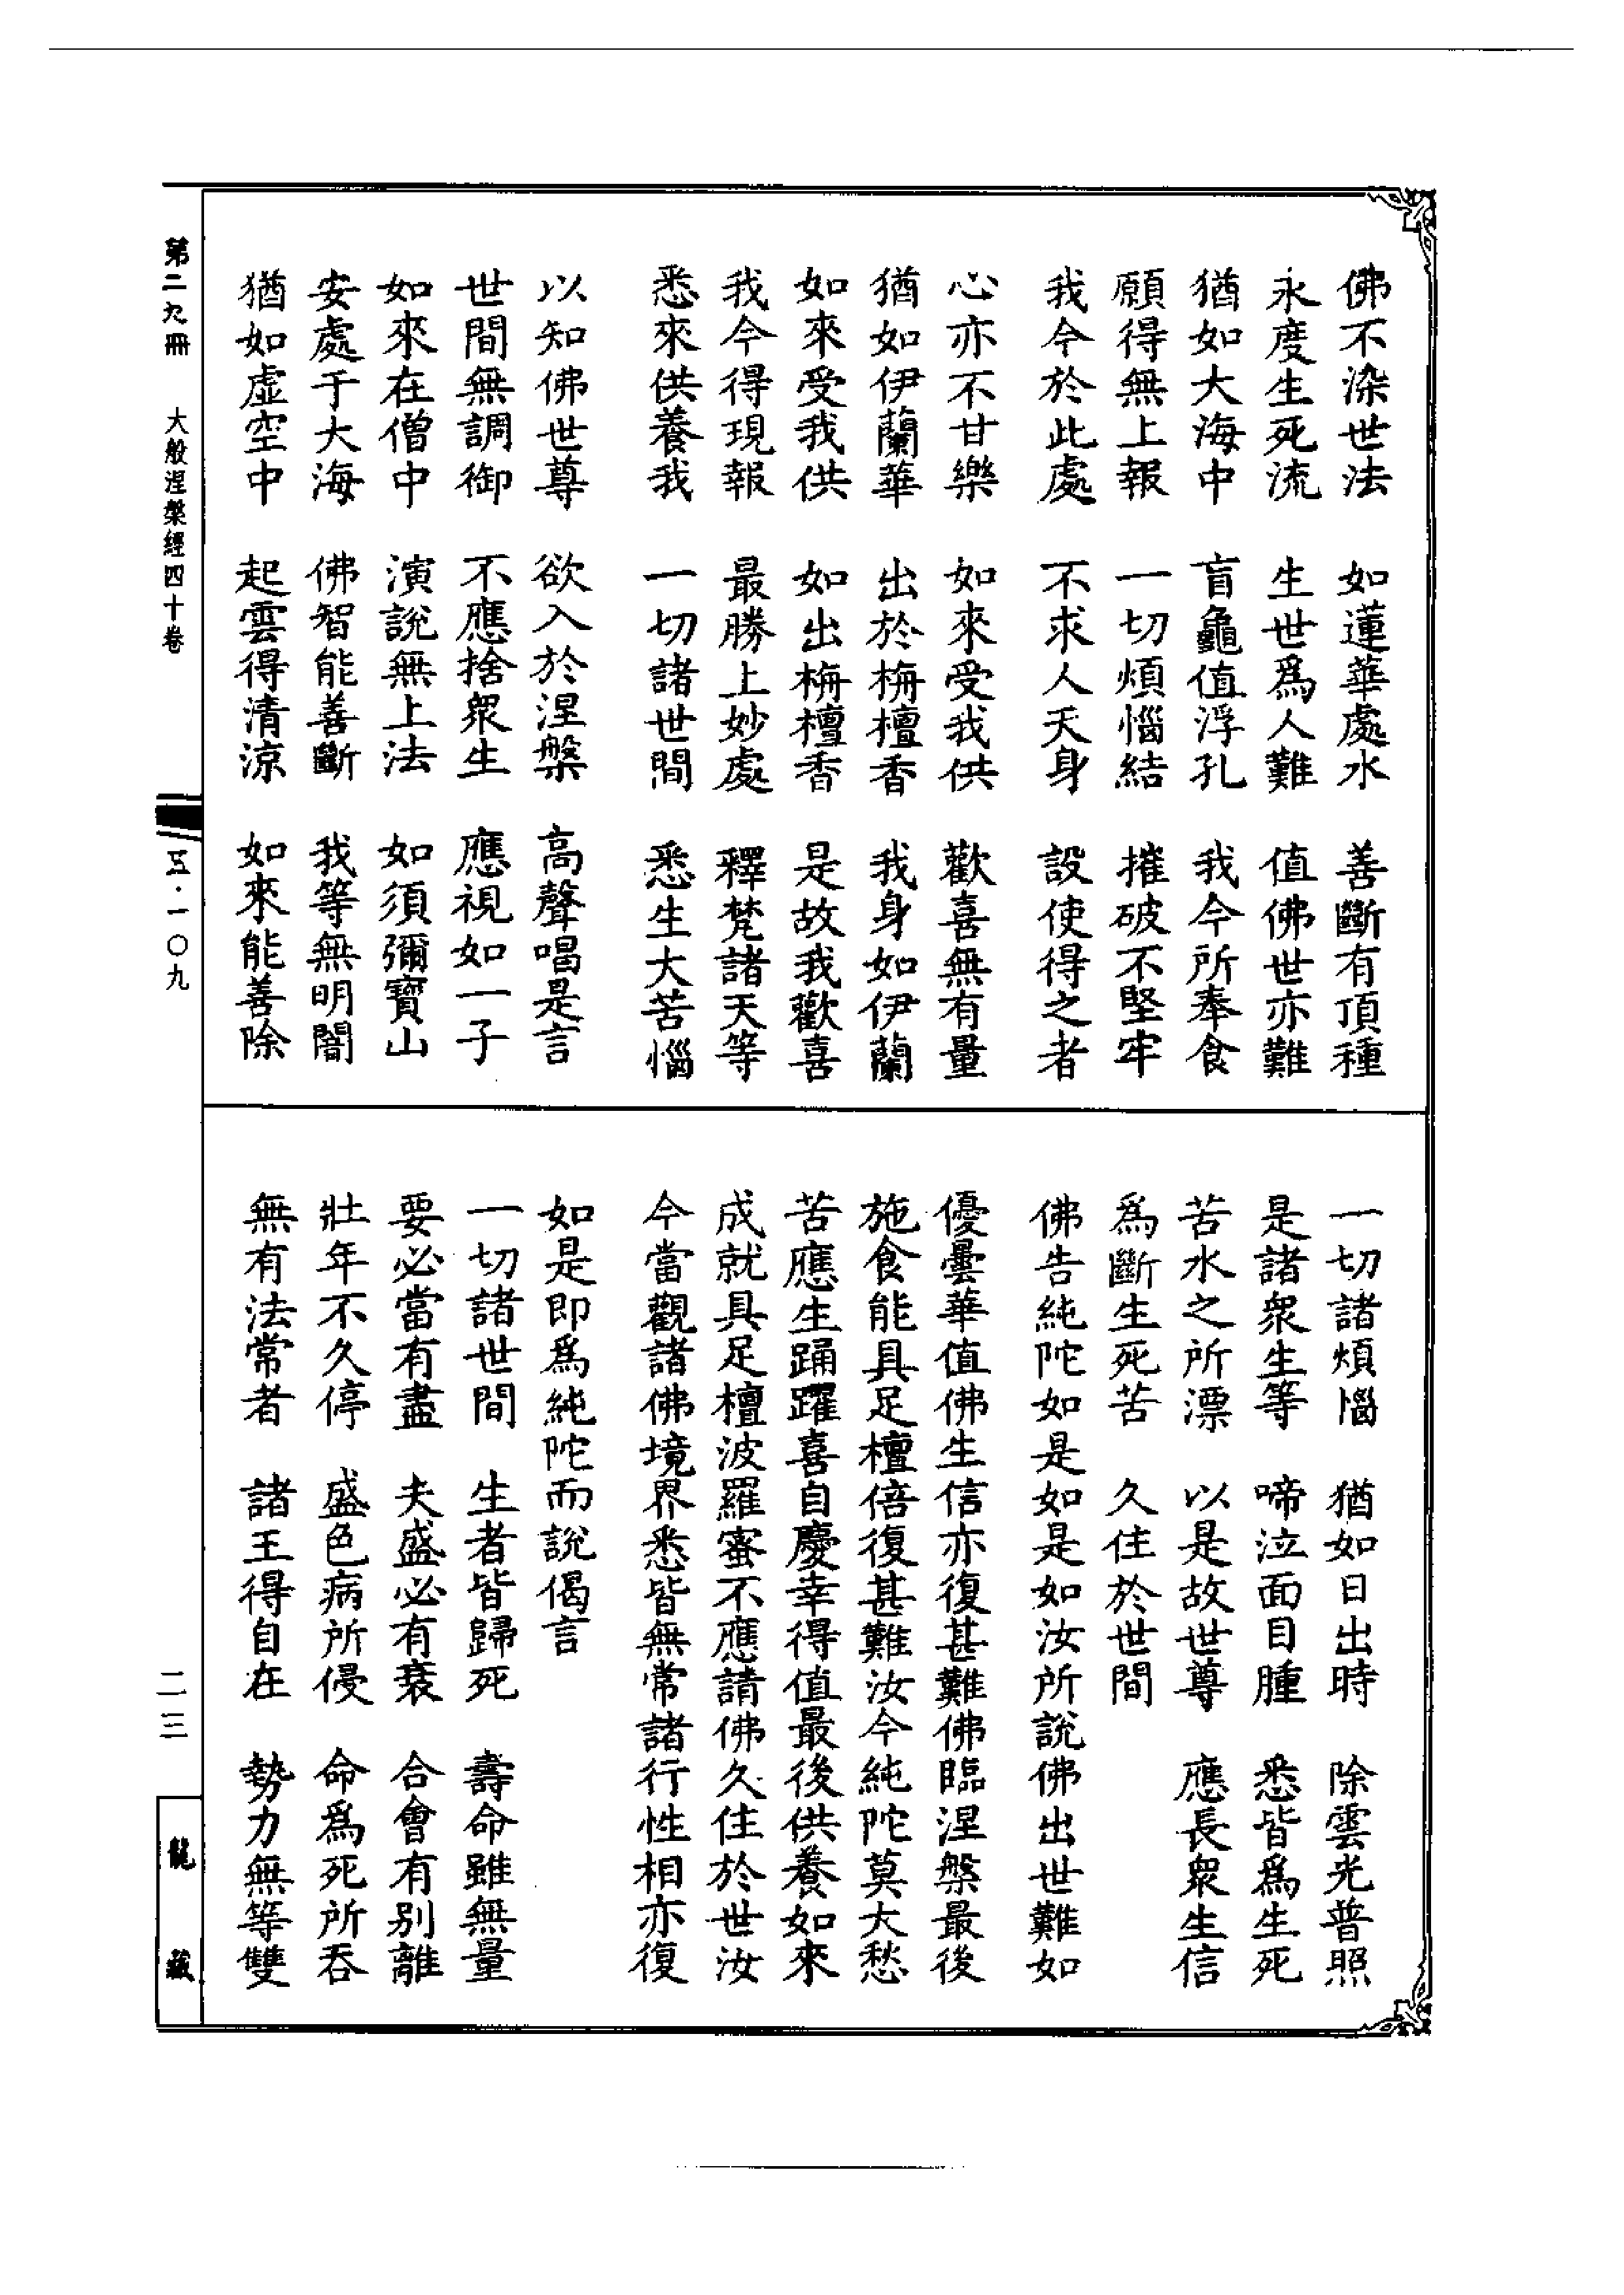 佛不染世法　如蓮華處水　善斷有頂種
永度生死流　生世爲人難　值佛世亦難
猶如大海中　盲龜值浮孔　我今所奉食
願得無上報　一切煩惱結　摧破不堅牢
我今於此處　不求人天身　設使得之者
心亦不甘樂　如來受我供　歡喜無有量
猶如伊蘭華　出於栴檀香　我身如伊蘭
如來受我供　如出栴檀香　是故我歡喜
我今得現報　最勝上妙處　釋梵諸天等
悉來供養我　一切諸世間　悉生大苦惱
以知佛世尊　欲入於涅槃　高聲唱是言
世間無調御　不應捨衆生　應視如一子
如來在僧中　演說無上法　如須彌寶山
安處于大海　佛智能善斷　我等無明闇
猶如虛空中　起雲得清涼　如來能善除
一切諸煩惱　猶如日出時　除雲光普照
是諸衆生等　啼泣面目腫　悉皆爲生死
苦水之所漂　以是故世尊　應長衆生信
爲斷生死苦　久住於世間
佛告純陀如是如是如汝所說佛出世難如
優曇華值佛生信亦復甚難佛臨涅槃最後
施食能具足檀倍復甚難汝今純陀莫大愁
苦應生踊躍喜自慶幸得值最後供養如來
成就具足檀波羅蜜不應請佛久住於世汝
今當觀諸佛境界悉皆無常諸行性相亦復
如是即爲純陀而說偈言
一切諸世間　生者皆歸死　壽命雖無量
要必當有盡　夫盛必有衰　合會有別離
壯年不久停　盛色病所侵　命爲死所吞
無有法常者　諸王得自在　勢力無等雙
第二九冊　大般涅槃經四十卷　五·一〇九
二三
龍藏